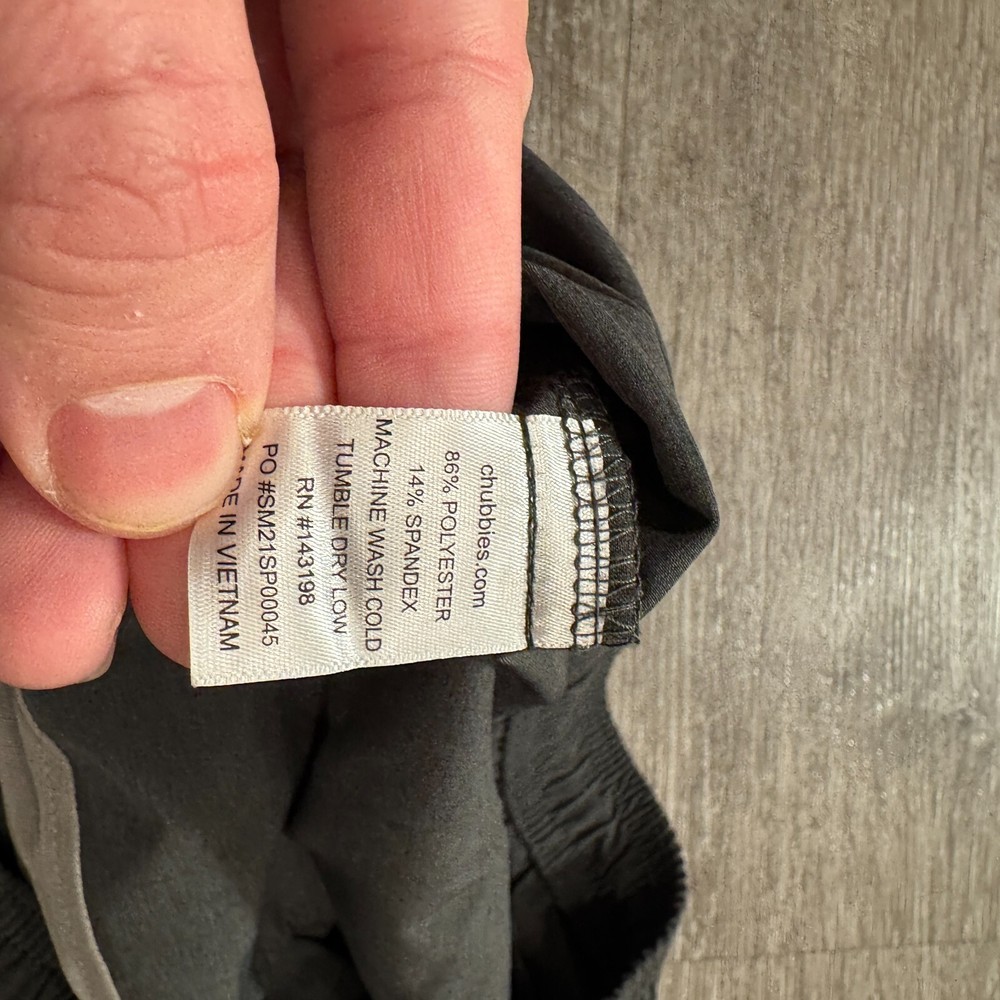 chubbies.com
86% POLYESTER
14% SPANDEX
MACHINE WASH COLD
TUMBLE DRY LOW
RN #143198
PO #SM21SP00045
MADE IN VIETNAM